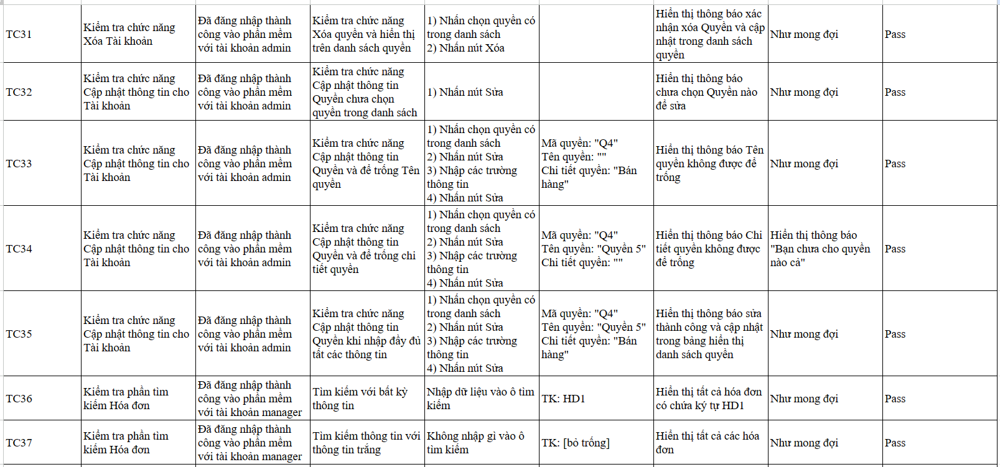 TC31
Kiểm tra chức năng
Xóa Tài khoản
Đã đăng nhập thành
công vào phần mềm
với tài khoản admin
Kiểm tra chức năng
Xóa quyền và hiển thị
trên danh sách quyền
1) Nhấn chọn quyền có
trong danh sách
2) Nhấn nút Xóa
Hiển thị thông báo xác
nhận xóa Quyền và cập
nhật trong danh sách
quyền
Như mong đợi
Pass
TC32
Kiểm tra chức năng
Cập nhật thông tin cho
Tài khoản
Đã đăng nhập thành
công vào phần mềm
với tài khoản admin
Kiểm tra chức năng
Cập nhật thông tin
Quyền chưa chọn
quyền trong danh sách
1) Nhấn nút Sửa
Hiển thị thông báo
chưa chọn Quyền nào
để sửa
Như mong đợi
Pass
TC33
Kiểm tra chức năng
Cập nhật thông tin cho
Tài khoản
Đã đăng nhập thành
công vào phần mềm
với tài khoản admin
Kiểm tra chức năng
Cập nhật thông tin
Quyền và để trống Tên
quyền
1) Nhấn chọn quyền có
trong danh sách
2) Nhấn nút Sửa
3) Nhập các trường
thông tin
4) Nhấn nút Sửa
Mã quyền: "Q4"
Tên quyền: ""
Chi tiết quyền: "Bán
hàng"
Hiển thị thông báo Tên
quyền không được để
trống
Như mong đợi
Pass
TC34
Kiểm tra chức năng
Cập nhật thông tin cho
Tài khoản
Đã đăng nhập thành
công vào phần mềm
với tài khoản admin
Kiểm tra chức năng
Cập nhật thông tin
Quyền và để trống chi
tiết quyền
1) Nhấn chọn quyền có
trong danh sách
2) Nhấn nút Sửa
3) Nhập các trường
thông tin
4) Nhấn nút Sửa
Mã quyền: "Q4"
Tên quyền: "Quyền 5"
Chi tiết quyền: ""
Hiển thị thông báo Chi
tiết quyền không được
để trống
Hiển thị thông báo
"Bạn chưa cho quyền
nào cả"
Pass
TC35
Kiểm tra chức năng
Cập nhật thông tin cho
Tài khoản
Đã đăng nhập thành
công vào phần mềm
với tài khoản admin
Kiểm tra chức năng
Cập nhật thông tin
Quyền khi nhập đầy đủ
tất các thông tin
1) Nhấn chọn quyền có
trong danh sách
2) Nhấn nút Sửa
3) Nhập các trường
thông tin
4) Nhấn nút Sửa
Mã quyền: "Q4"
Tên quyền: "Quyền 5"
Chi tiết quyền: "Bán
hàng"
Hiển thị thông báo sửa
thành công và cập nhật
trong bảng hiển thị
danh sách quyền
Như mong đợi
Pass
TC36
Kiểm tra phần tìm
kiếm Hóa đơn
Đã đăng nhập thành
công vào phần mềm
với tài khoản manager
Tìm kiếm với bất kỳ
thông tin
Nhập dữ liệu vào ô tìm
kiếm
TK: HD1
Hiển thị tất cả hóa đơn
có chứa ký tự HD1
Như mong đợi
Pass
TC37
Kiểm tra phần tìm
kiếm Hóa đơn
Đã đăng nhập thành
công vào phần mềm
với tài khoản manager
Tìm kiếm thông tin với
thông tin trắng
Không nhập gì vào ô
tìm kiếm
TK: [bỏ trống]
Hiển thị tất cả các hóa
đơn
Như mong đợi
Pass